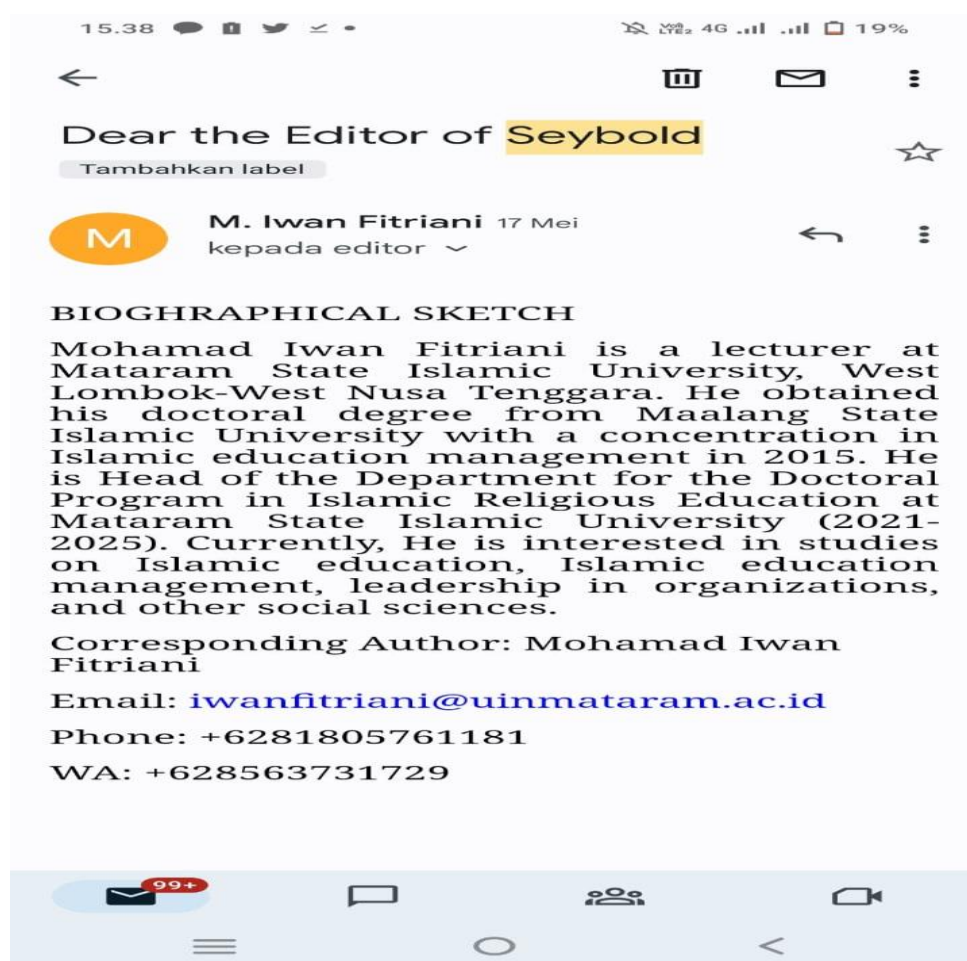 15.38 Vo)) LTE2 4G 19%
Dear the Editor of Seybold
Tambahkan label
M
M. Iwan Fitriani 17 Mei
kepada editor
BIOGHRAPHICAL SKETCH
Mohamad Iwan Fitriani is a lecturer at
Mataram State Islamic University, West
Lombok-West Nusa Tenggara. He obtained
his doctoral degree from Maalang State
Islamic University with a concentration in
Islamic education management in 2015. He
is Head of the Department for the Doctoral
Program in Islamic Religious Education at
Mataram State Islamic University (2021-
2025). Currently, He is interested in studies
on Islamic education, Islamic education
management, leadership in organizations,
and other social sciences.
Corresponding Author: Mohamad Iwan
Fitriani
Email: iwanfitriani@uinmataram.ac.id
Phone: +6281805761181
WA: +628563731729
99+